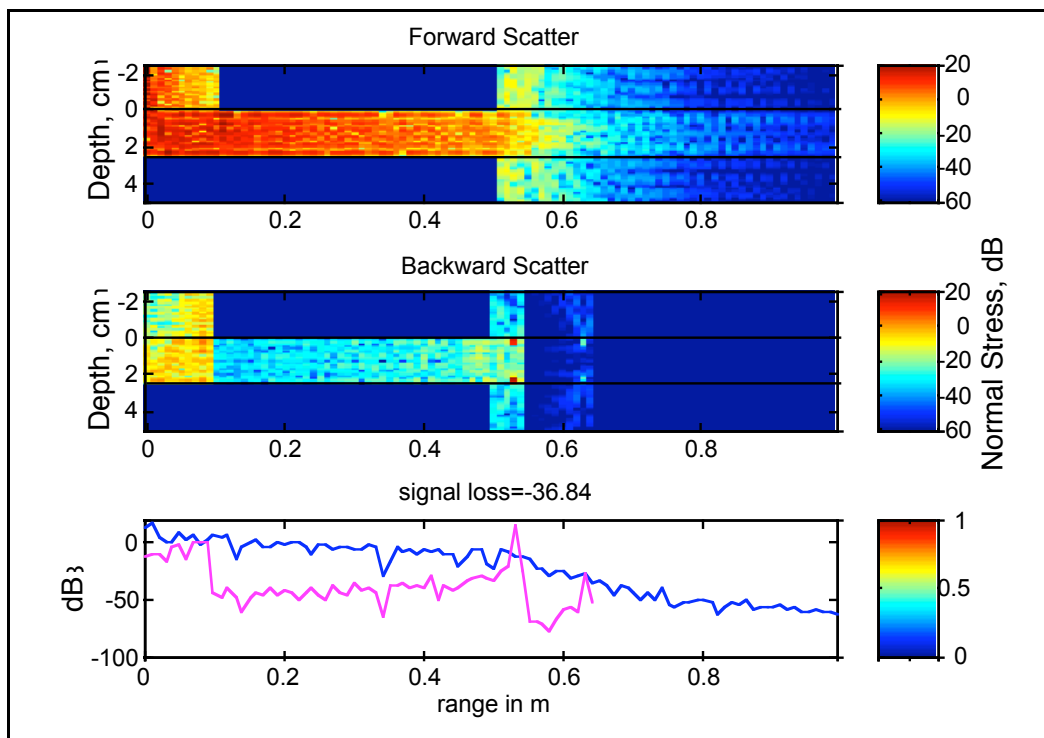 Forward Scatter
Depth, cm
-2
0
2
4
0 0.2 0.4 0.6 0.8
20
0
-20
-40
60
Backward Scatter
Depth, cm
-2
0
2
4
0 0.2 0.4 0.6 0.8
20
0
-20
-40
60
Normal Stress, dB
signal loss=-36.84
dB
0
-50
-100
0 0.2 0.4 0.6 0.8
range in m
1
0.5
0